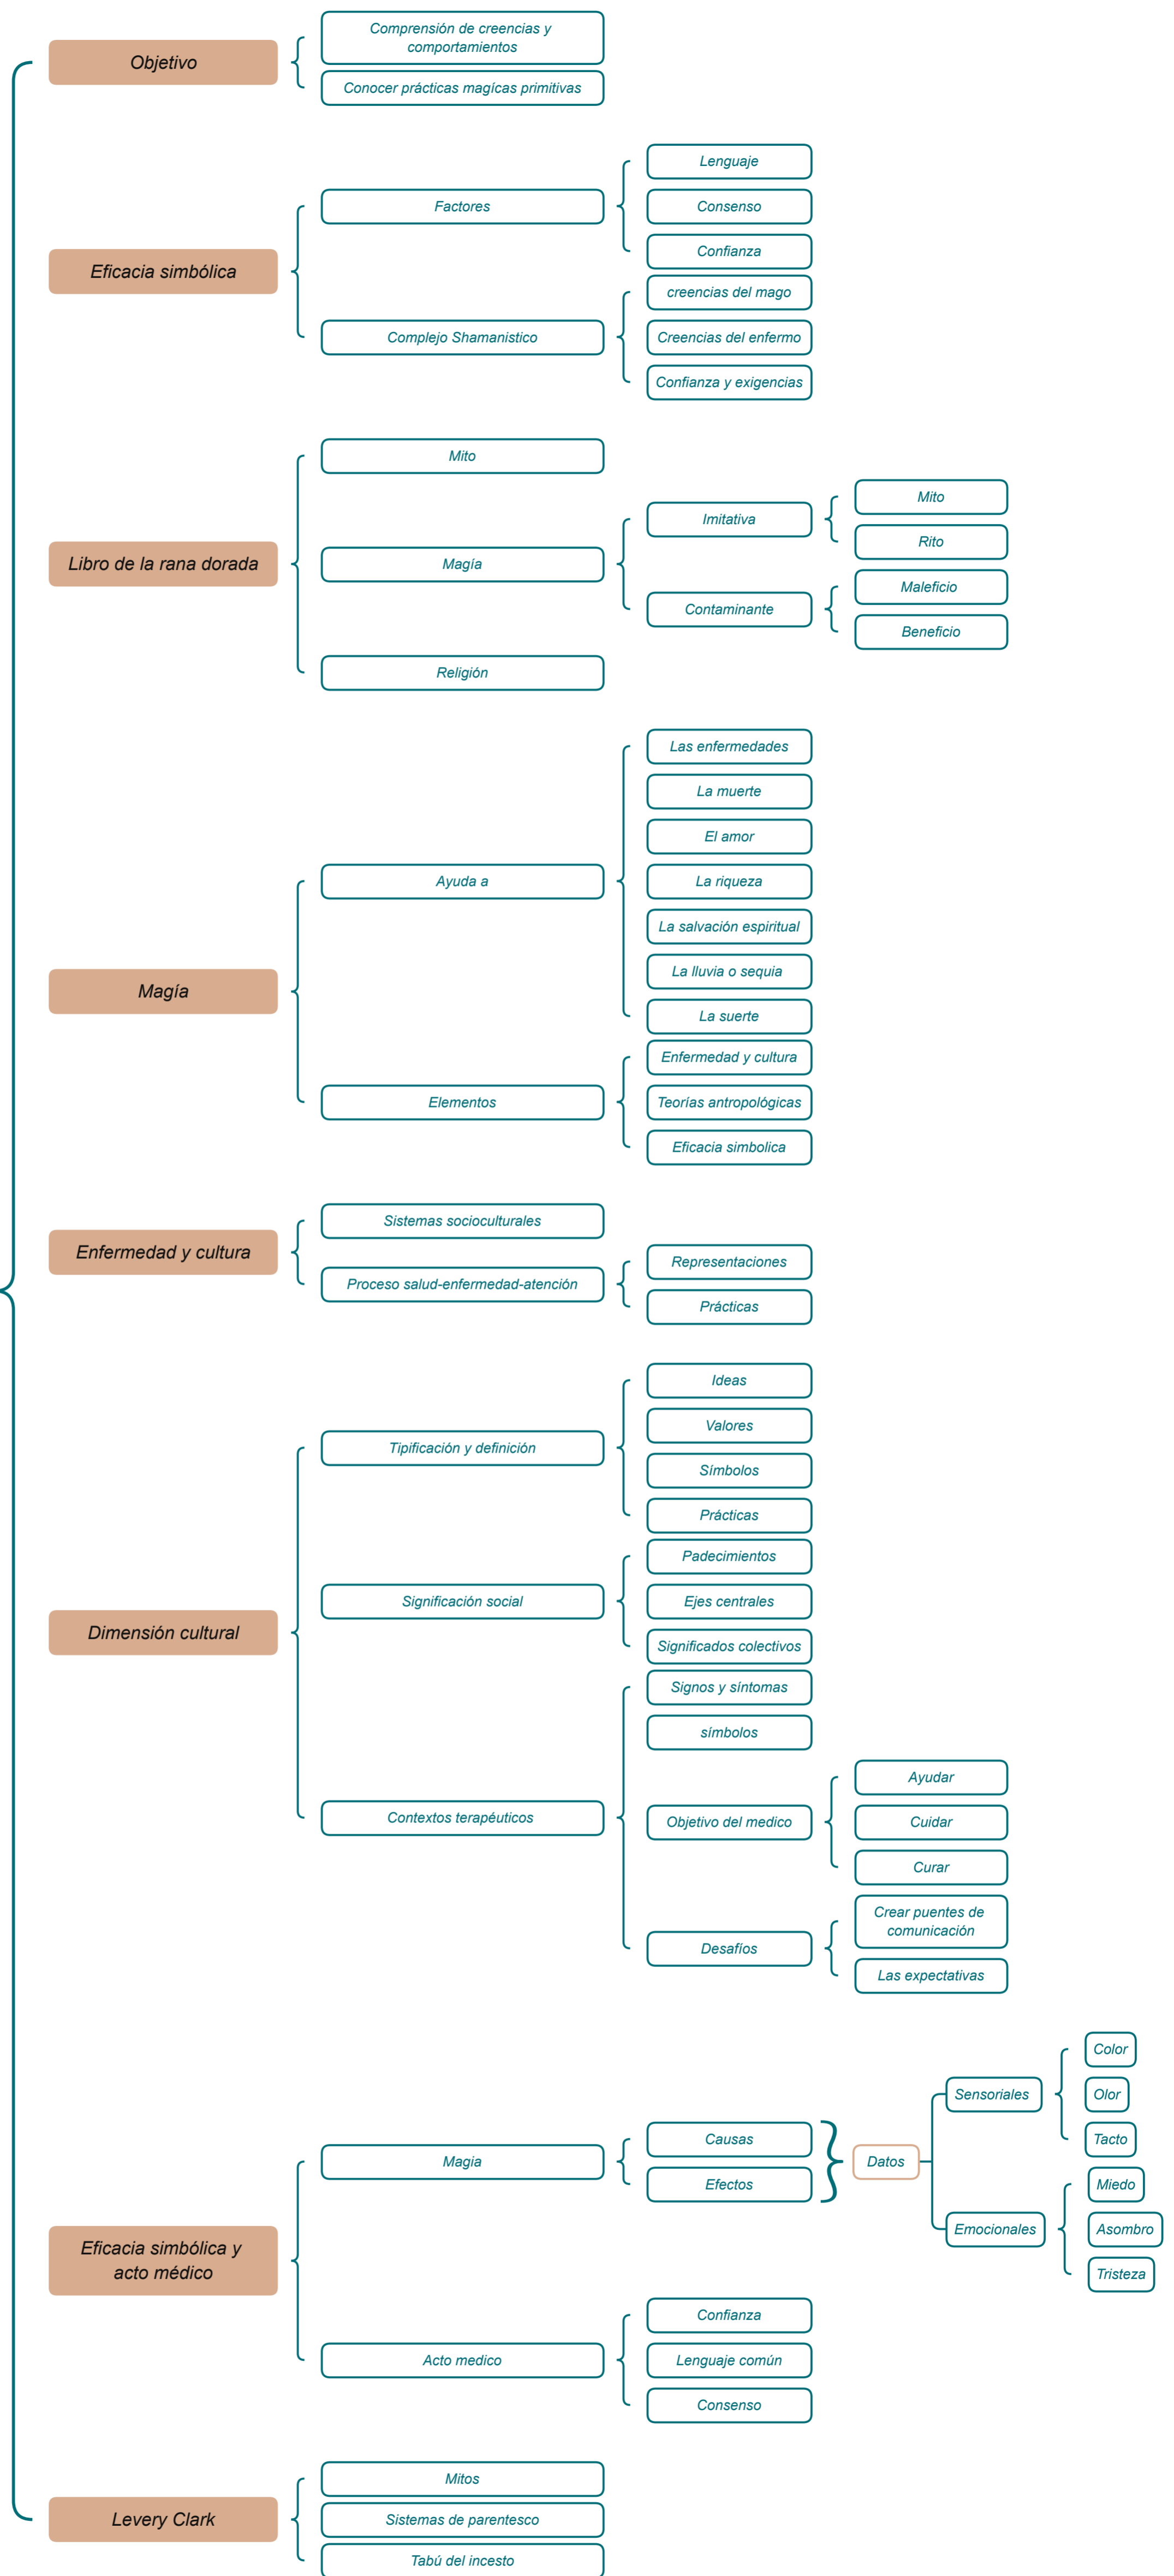 Objetivo
Comprensión de creencias y
comportamientos
Conocer prácticas magícas primitivas
Eficacia simbólica
Factores
Lenguaje
Consenso
Confianza
Complejo Shamanistico
creencias del mago
Creencias del enfermo
Confianza y exigencias
Libro de la rana dorada
Mito
Magía
Imitativa
Mito
Rito
Contaminante
Maleficio
Beneficio
Religión
Magía
Ayuda a
Las enfermedades
La muerte
El amor
La riqueza
La salvación espiritual
La lluvia o sequia
La suerte
Elementos
Enfermedad y cultura
Teorías antropológicas
Eficacia simbolica
Enfermedad y cultura
Sistemas socioculturales
Proceso salud-enfermedad-atención
Representaciones
Prácticas
Dimensión cultural
Tipificación y definición
Ideas
Valores
Símbolos
Prácticas
Significación social
Padecimientos
Ejes centrales
Significados colectivos
Contextos terapéuticos
Signos y síntomas
símbolos
Objetivo del medico
Ayudar
Cuidar
Curar
Desafíos
Crear puentes de
comunicación
Las expectativas
Eficacia simbólica y
acto médico
Magia
Causas
Efectos
Datos
Sensoriales
Color
Olor
Tacto
Emocionales
Miedo
Asombro
Tristeza
Acto medico
Confianza
Lenguaje común
Consenso
Levery Clark
Mitos
Sistemas de parentesco
Tabú del incesto